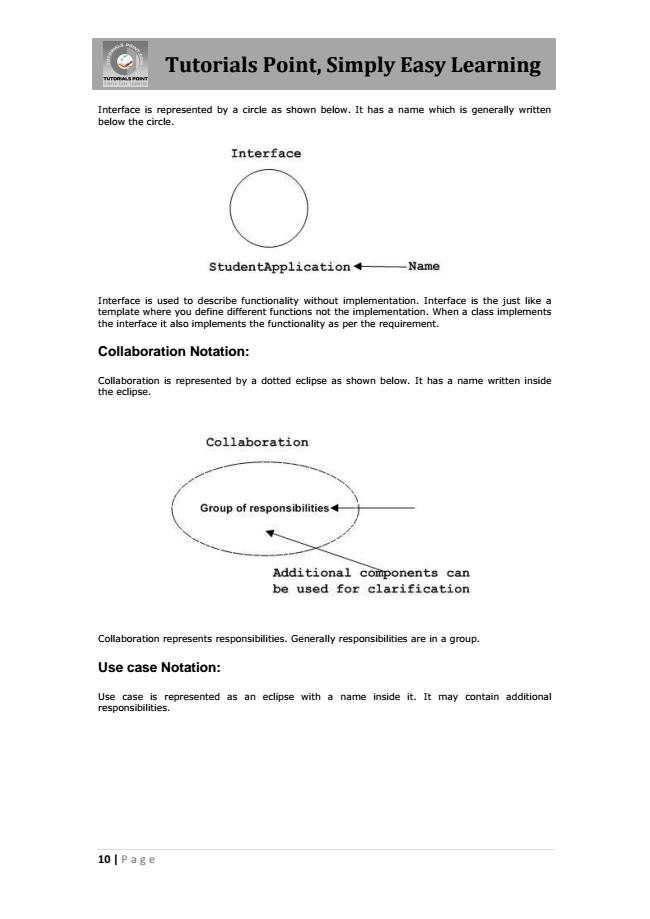 TUTORIALS POINT
Tutorials Point, Simply Easy Learning
Interface is represented by a circle as shown below. It has a name which is generally written
below the circle.
Interface
StudentApplication
Name
Interface is used to describe functionality without implementation. Interface is the just like a
template where you define different functions not the implementation. When a class implements
the interface it also implements the functionality as per the requirement.
Collaboration Notation:
Collaboration is represented by a dotted eclipse as shown below. It has a name written inside
the eclipse.
Collaboration
Group of responsibilities
Additional components can
be used for clarification
Collaboration represents responsibilities. Generally responsibilities are in a group.
Use case Notation:
Use case is represented as an eclipse with a name inside it. It may contain additional
responsibilities.
10 | Page